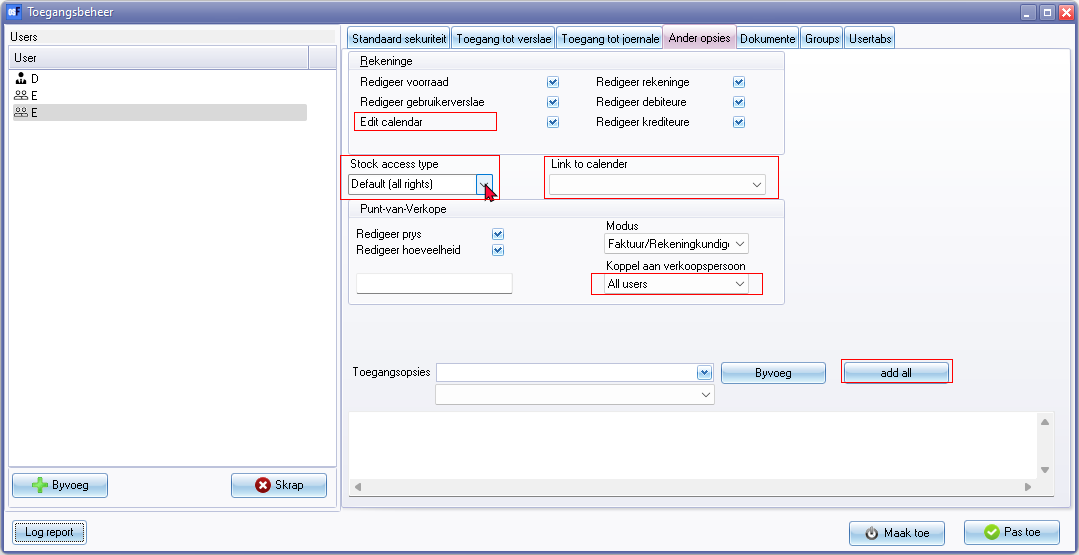 Toegangsbeheer
Users
User
D
E
E
Byvoeg
Skrap
Standaard sekuriteit
Toegang tot verslae
Toegang tot joernale
Ander opsies
Dokumente
Groups
Usertabs
Rekeninge
Redigeer voorraad
Redigeer rekeninge
Redigeer gebruikerverslae
Redigeer debiteure
Edit calendar
Redigeer krediteure
Stock access type
Link to calender
Default (all rights)
Punt-van-Verkope
Redigeer prys
Modus
Redigeer hoeveelheid
Faktuur/Rekeningkundige
Koppel aan verkoopspersoon
All users
Toegangsopsies
Byvoeg
add all
Log report
Maak toe
Pas toe